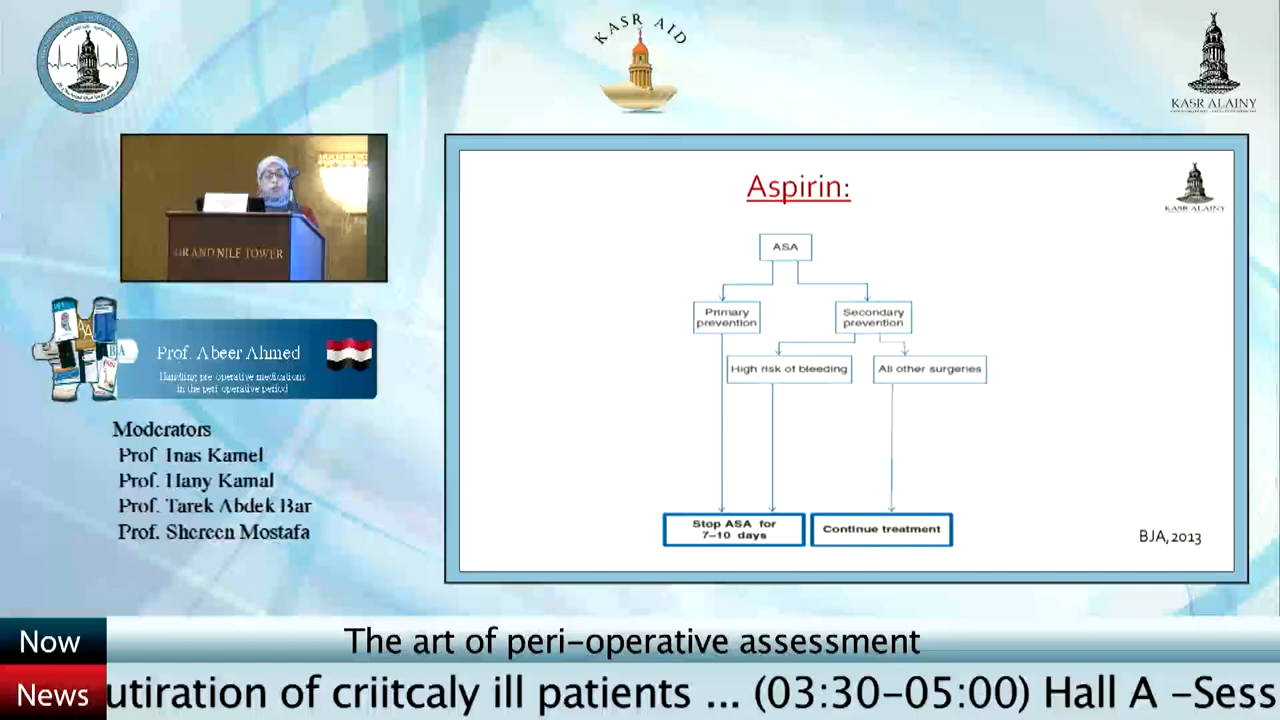 KASR AID
KASR ALAINY
GRAND NILE TOWER
Prof. Abeer Ahmed
Handling pre operative medications
in the peri operative period
Moderators
Prof Inas Kamel
Prof. Hany Kamal
Prof. Tarek Abdek Bar
Prof. Shereen Mostafa
Aspirin:
KASR ALAINY
ASA
Primary
prevention
Secondary
prevention
High risk of bleeding
All other surgeries
Stop ASA for
7–10 days
Continue treatment
BJA,2013
Now
The art of peri-operative assessment
News
utiration of criitcaly ill patients ... (03:30-05:00) Hall A -Sess